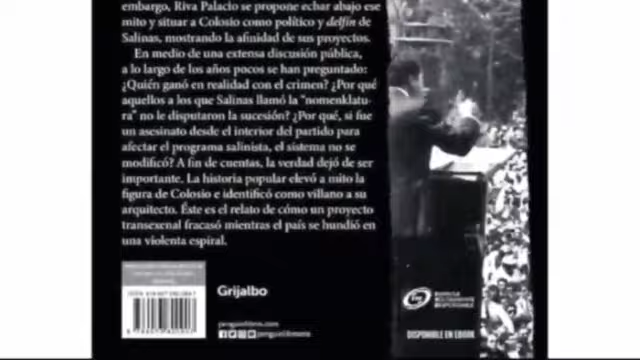 embargo, Riva Palacio se propone echar abajo ese
mito y situar a Colosio como político y delfín de
Salinas, mostrando la afinidad de sus proyectos.
En medio de una extensa discusión pública,
a lo largo de los años pocos se han preguntado:
¿Quién ganó en realidad con el crimen? ¿Por qué
aquellos a los que Salinas llamó la "nomenklatu-
ra" no le disputaron la sucesión? ¿Por qué, si fue
un asesinato desde el interior del partido para
afectar el programa salinista, el sistema no se
modificó? A fin de cuentas, la verdad dejó de ser
importante. La historia popular elevó a mito la
figura de Colosio e identificó como villano a su
arquitecto. Éste es el relato de cómo un proyecto
transexenal fracasó mientras el país se hundió en
una violenta espiral.
Grijalbo
DISPONIBLE EN EBOOK